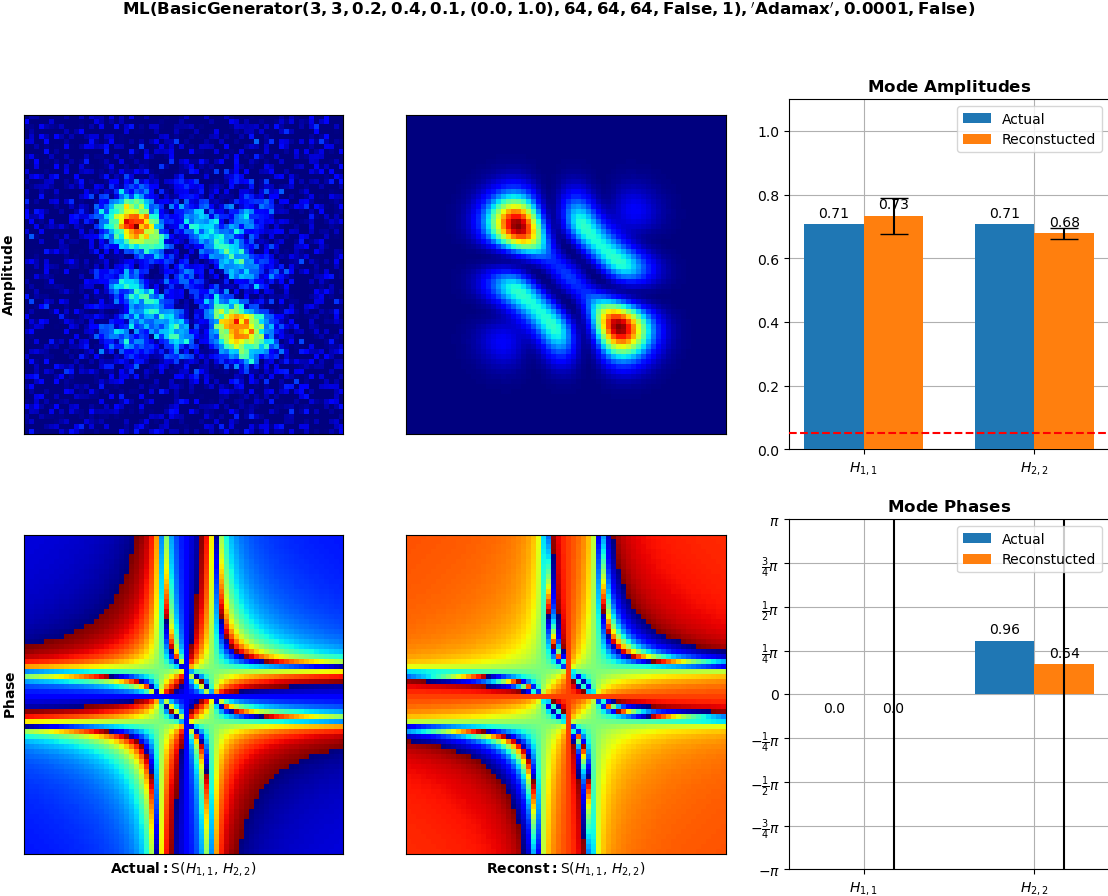 ML(BasicGenerator(3, 3, 0.2, 0.4, 0.1, (0.0, 1.0), 64, 64, 64, False, 1), ′Adamax′, 0.0001, False)
Amplitude
Mode Amplitudes
Actual
Reconstucted
1.0
0.8
0.6
0.4
0.2
0.0
0.71
0.73
0.71
0.68
H1, 1
H2, 2
Phase
Actual: S(H1, 1, H2, 2)
Reconst: S(H1, 1, H2, 2)
Mode Phases
Actual
Reconstucted
π
3/4π
1/2π
1/4π
0
−1/4π
−1/2π
−3/4π
−π
0.0
0.0
0.96
0.54
H1, 1
H2, 2